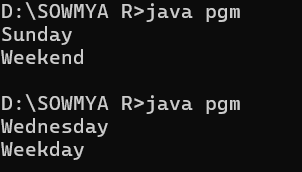 D:\SOWMYA R>java pgm
Sunday
Weekend
D:\SOWMYA R>java pgm
Wednesday
Weekday